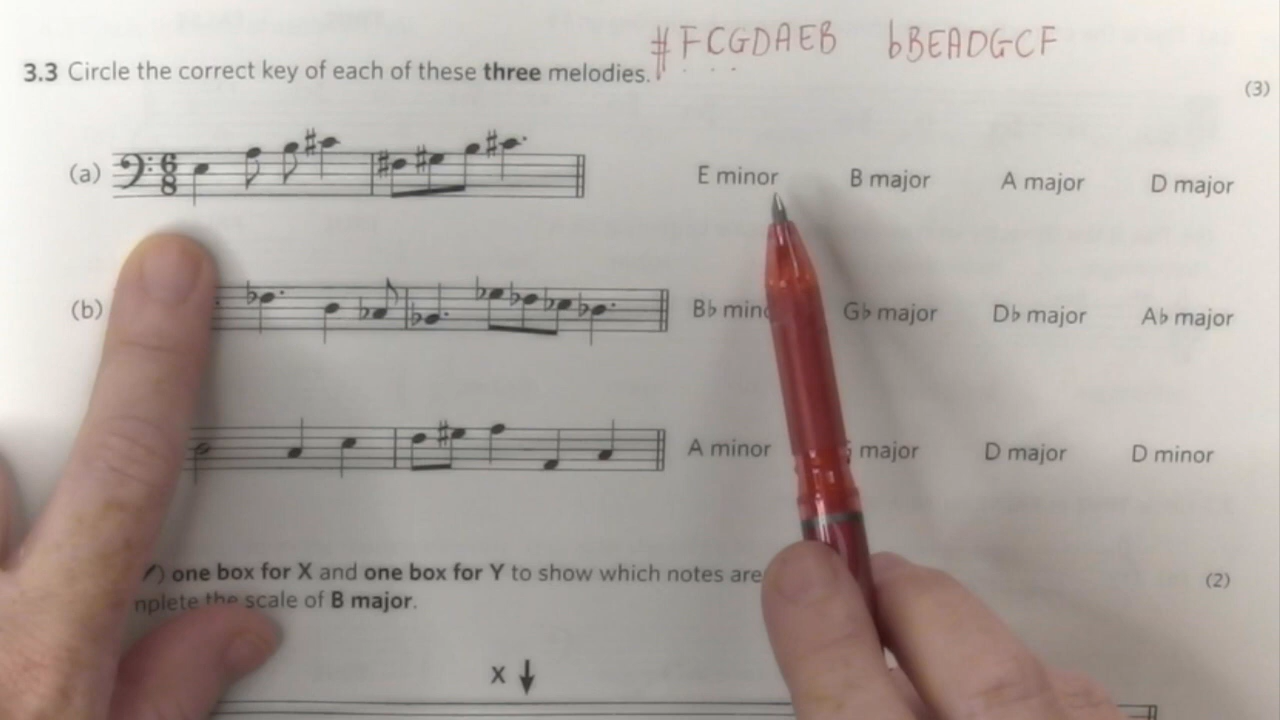 #FCGDAEB bBEADGCF
3.3 Circle the correct key of each of these three melodies.
(3)
(a) 6/8 E minor B major A major D major
(b) B♭ G♭ major D♭ major A♭ major
A minor major D major D minor
one box for X and one box for Y to show which notes are
(2)
the scale of B major.
X ↓